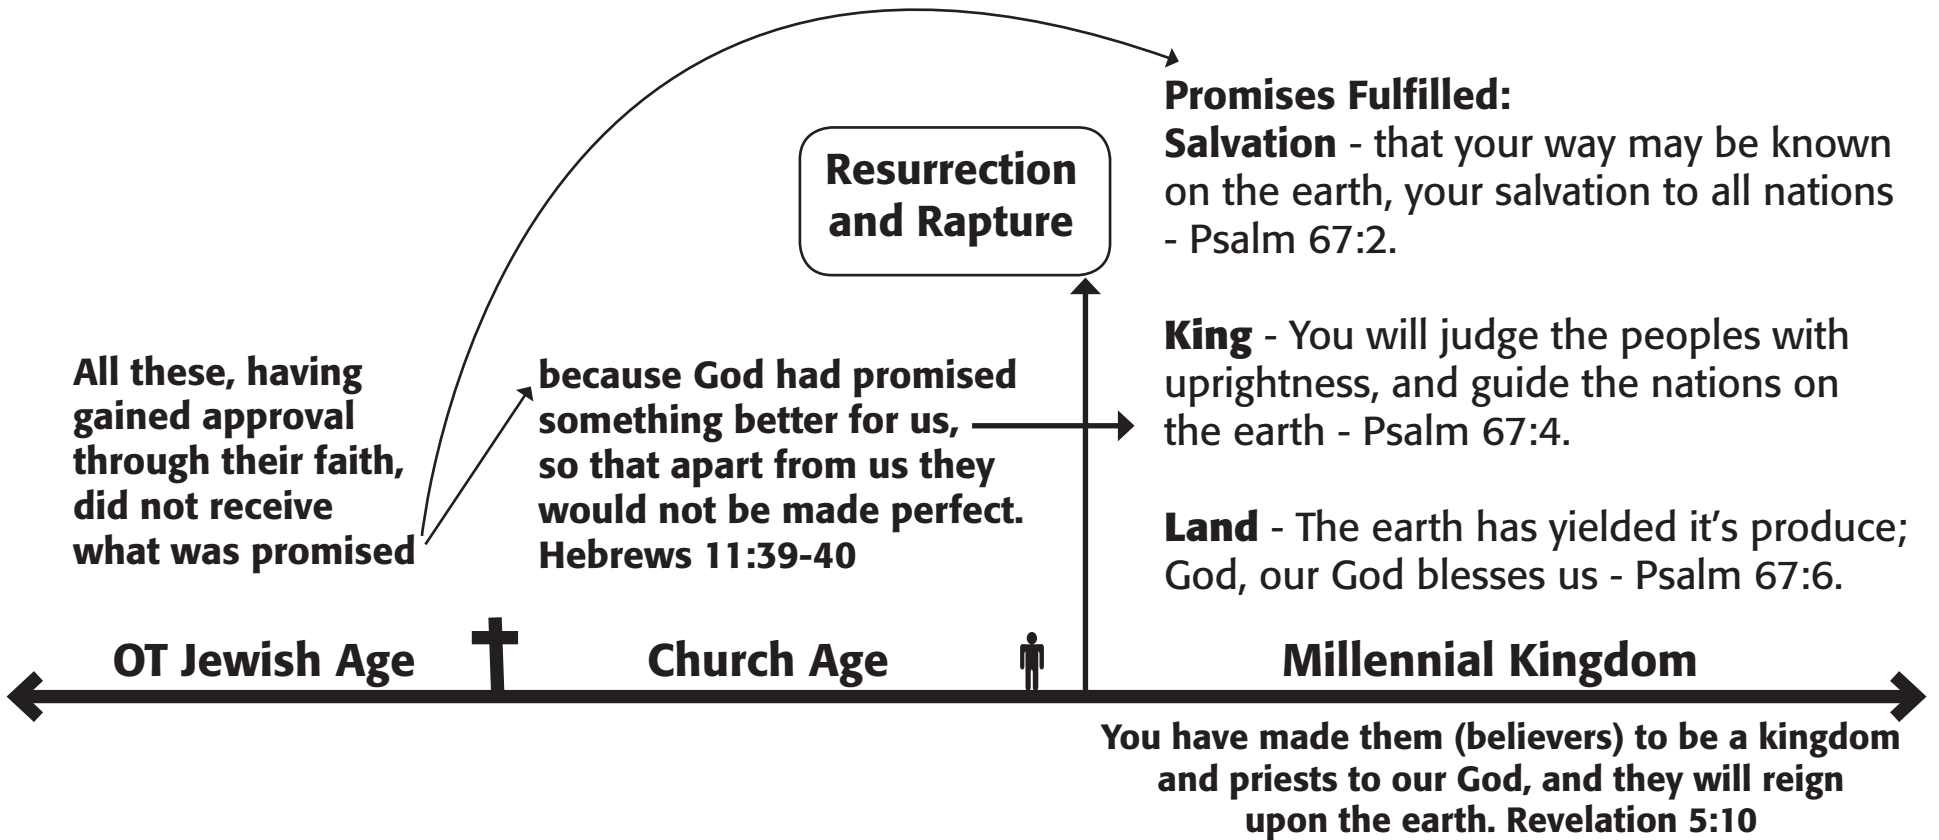 Promises Fulfilled:
Salvation - that your way may be known
on the earth, your salvation to all nations
- Psalm 67:2.
Resurrection
and Rapture
King - You will judge the peoples with
uprightness, and guide the nations on
the earth - Psalm 67:4.
All these, having
gained approval
through their faith,
did not receive
what was promised
because God had promised
something better for us,
so that apart from us they
would not be made perfect.
Hebrews 11:39-40
Land - The earth has yielded it's produce;
God, our God blesses us - Psalm 67:6.
OT Jewish Age
Church Age
Millennial Kingdom
You have made them (believers) to be a kingdom
and priests to our God, and they will reign
upon the earth. Revelation 5:10